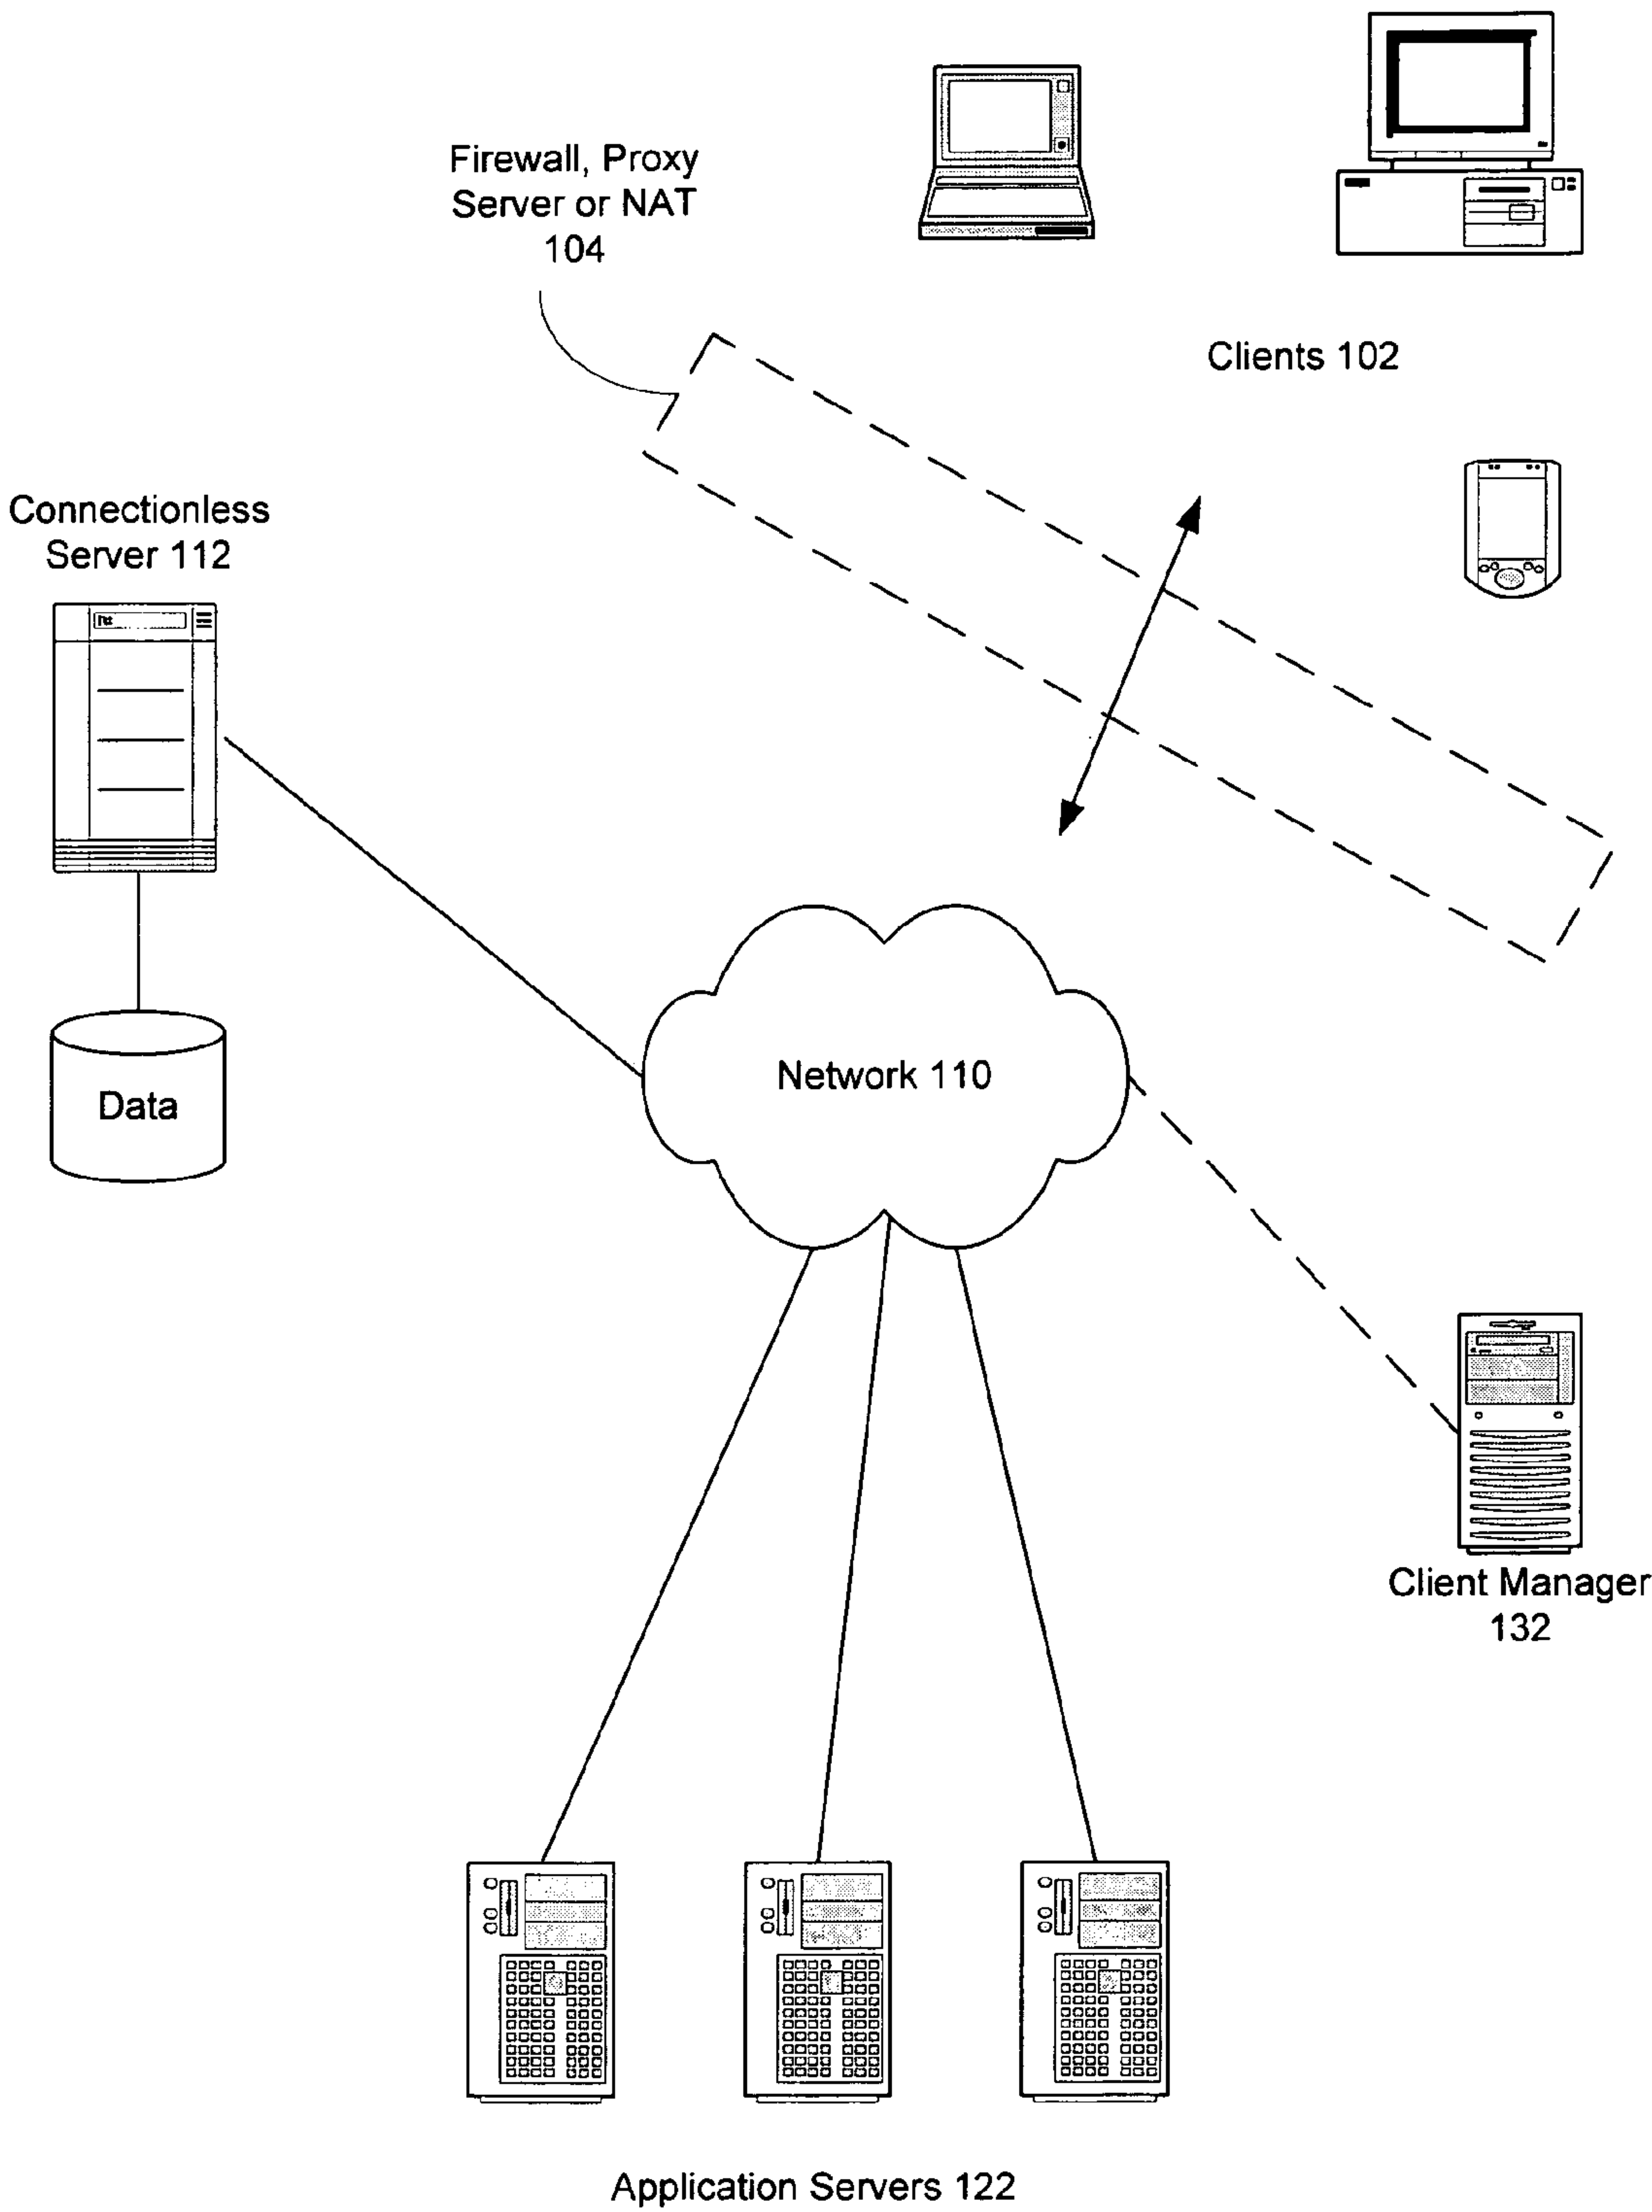 Firewall, Proxy
Server or NAT
104
Clients 102
Connectionless
Server 112
Data
Network 110
Client Manager
132
Application Servers 122